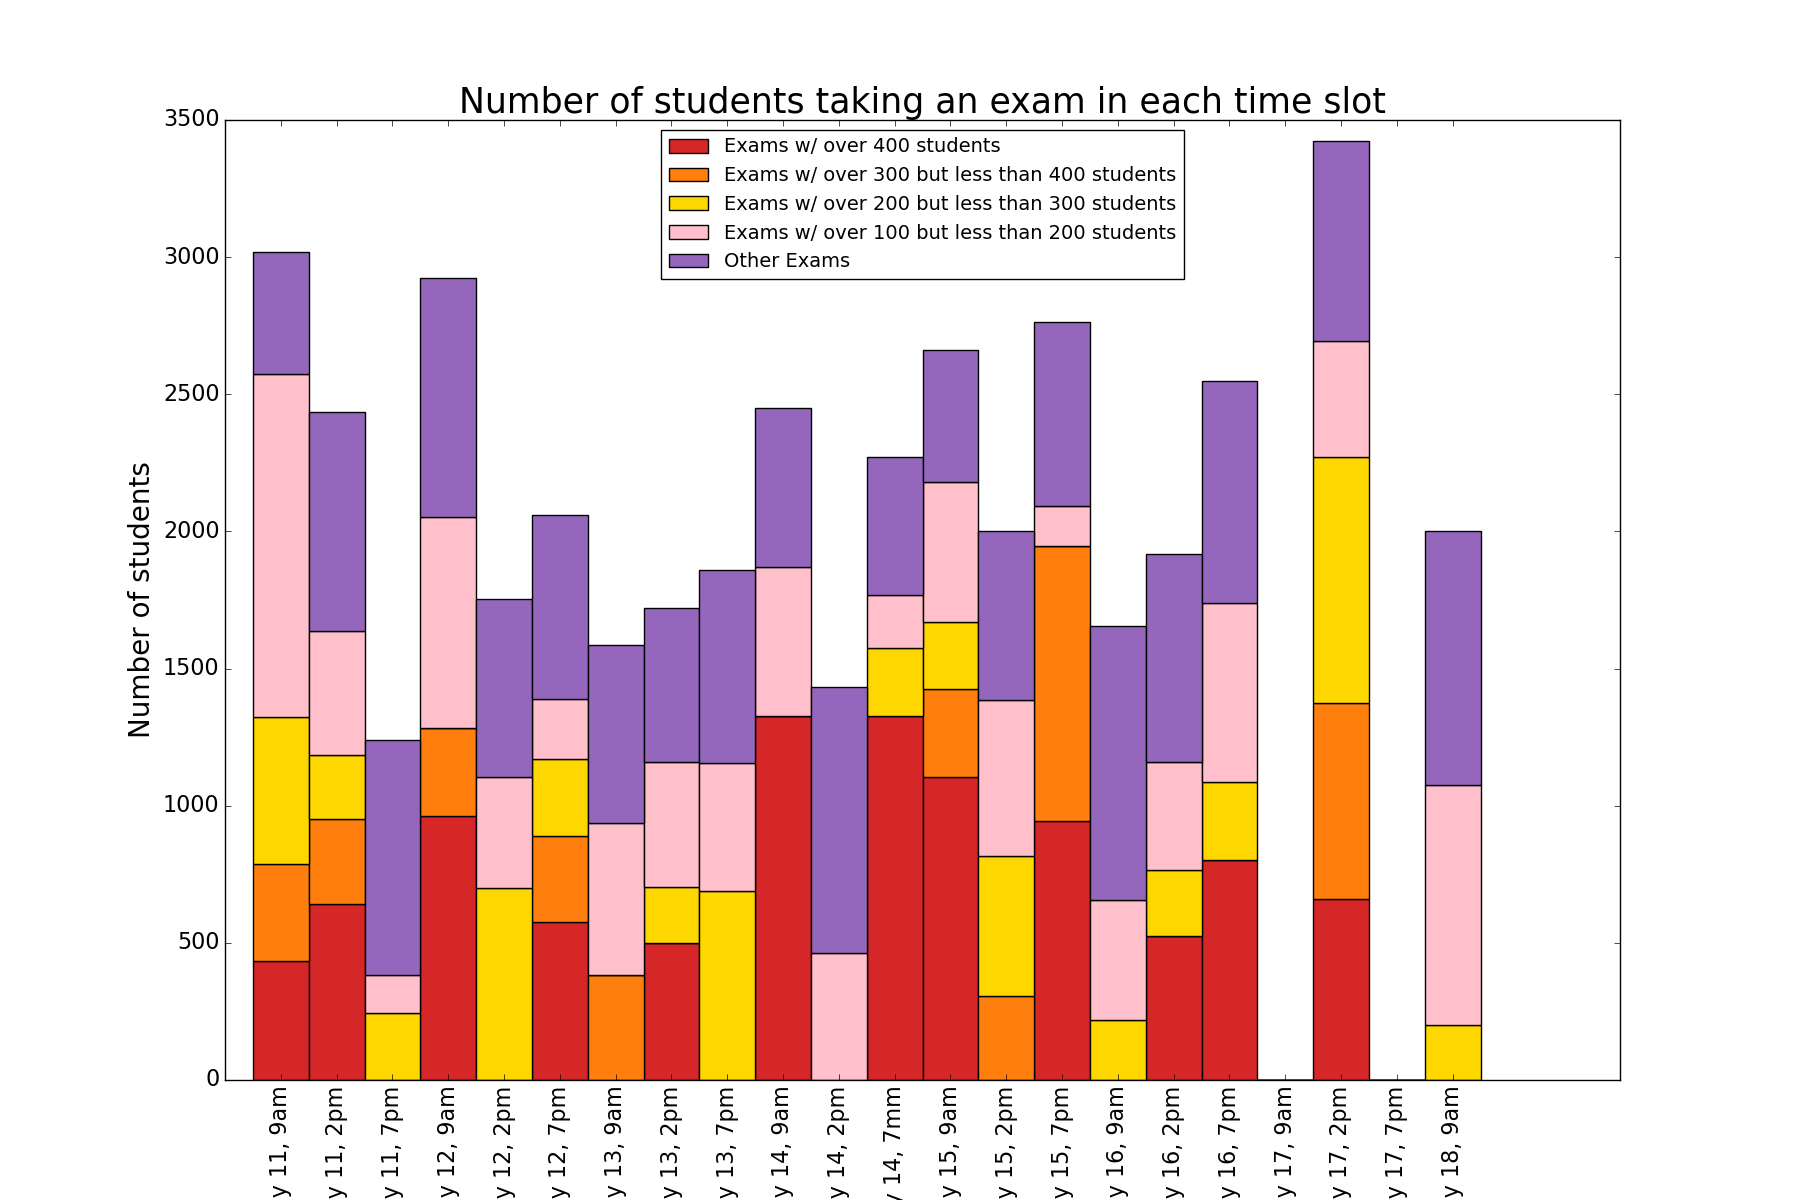 Number of students taking an exam in each time slot
Exams w/ over 400 students
Exams w/ over 300 but less than 400 students
Exams w/ over 200 but less than 300 students
Exams w/ over 100 but less than 200 students
Other Exams
Number of students
3500
3000
2500
2000
1500
1000
500
0
y 11, 9am
y 11, 2pm
y 11, 7pm
y 12, 9am
y 12, 2pm
y 12, 7pm
y 13, 9am
y 13, 2pm
y 13, 7pm
y 14, 9am
y 14, 2pm
y 14, 7mm
y 15, 9am
y 15, 2pm
y 15, 7pm
y 16, 9am
y 16, 2pm
y 16, 7pm
y 17, 9am
y 17, 2pm
y 17, 7pm
y 18, 9am